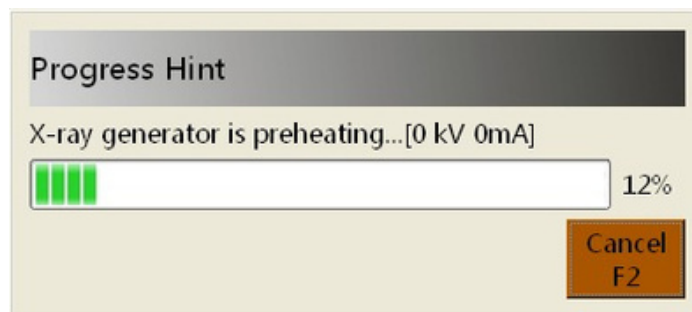 Progress Hint
X-ray generator is preheating...[0 kV 0mA]
12%
Cancel
F2